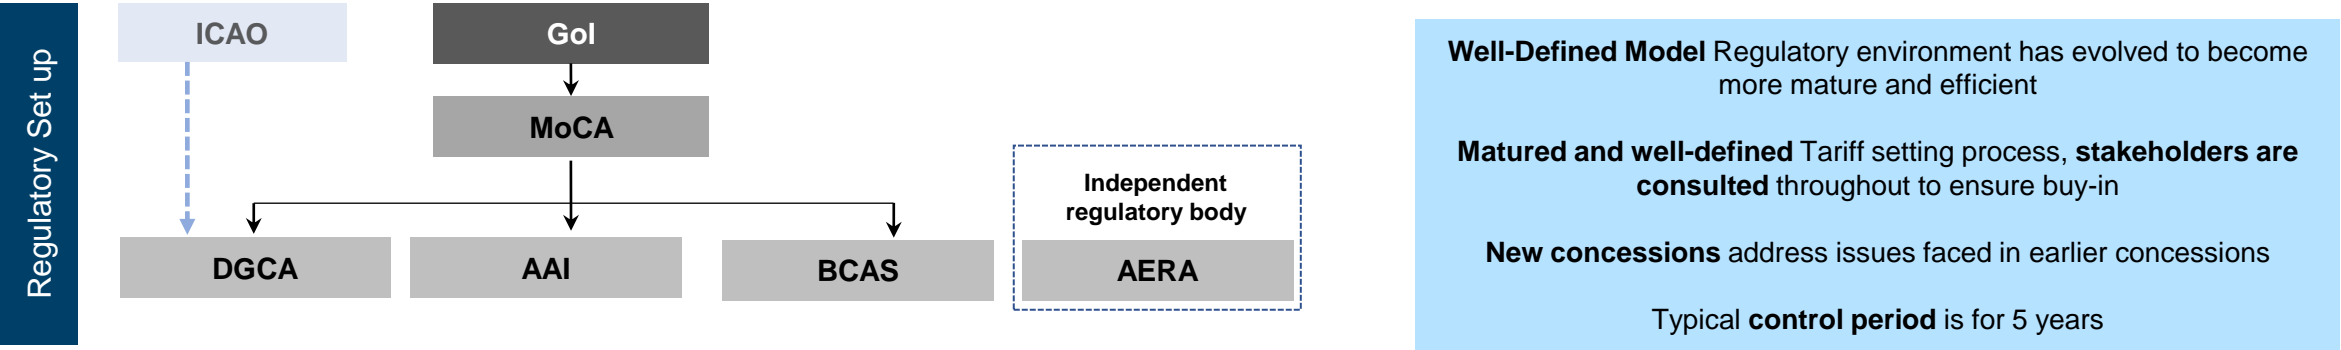 Regulatory Set up
ICAO
GoI
MoCA
Independent
regulatory body
DGCA
AAI
BCAS
AERA
Well-Defined Model Regulatory environment has evolved to become
more mature and efficient
Matured and well-defined Tariff setting process, stakeholders are
consulted throughout to ensure buy-in
New concessions address issues faced in earlier concessions
Typical control period is for 5 years